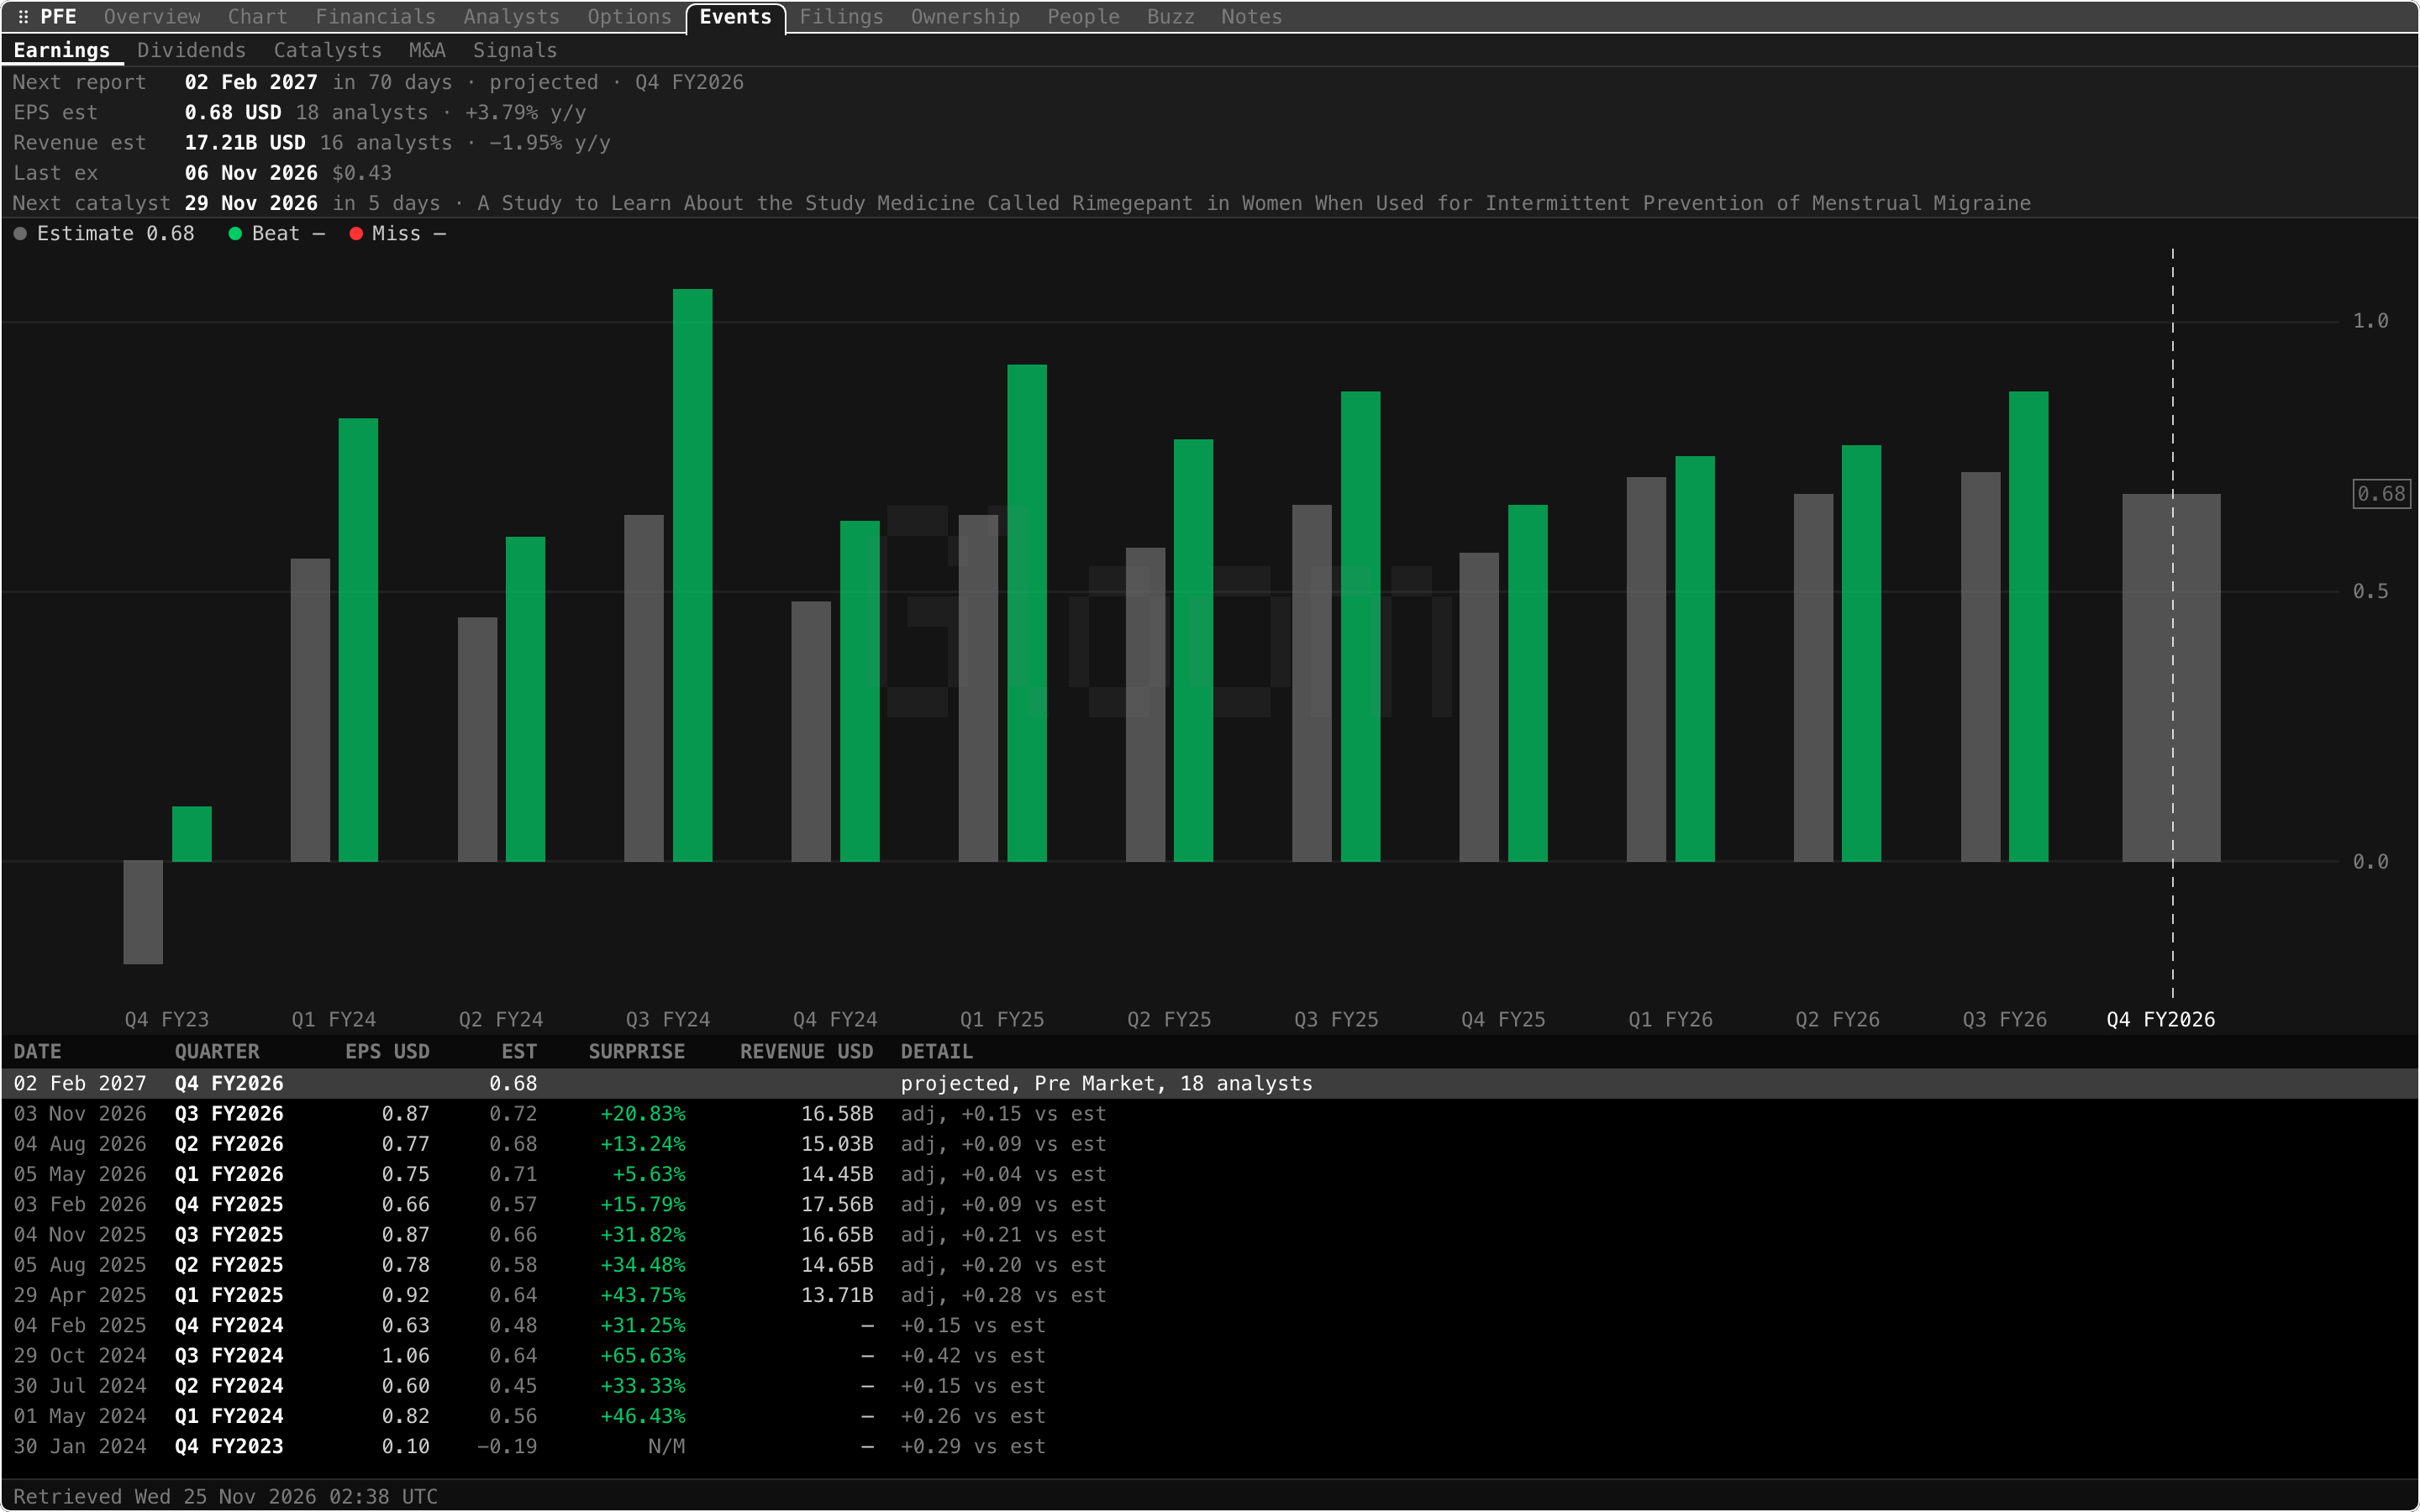 PFE Overview Chart Financials Analysts Options Events Filings Ownership People Buzz Notes
Earnings Dividends Catalysts M&A Signals
Next report 02 Feb 2027 in 70 days · projected · Q4 FY2026
EPS est 0.68 USD 18 analysts · +3.79% y/y
Revenue est 17.21B USD 16 analysts · −1.95% y/y
Last ex 06 Nov 2026 $0.43
Next catalyst 29 Nov 2026 in 5 days · A Study to Learn About the Study Medicine Called Rimegepant in Women When Used for Intermittent Prevention of Menstrual Migraine
Estimate 0.68 Beat — Miss —
1.0
0.68
0.5
0.0
Q4 FY23 Q1 FY24 Q2 FY24 Q3 FY24 Q4 FY24 Q1 FY25 Q2 FY25 Q3 FY25 Q4 FY25 Q1 FY26 Q2 FY26 Q3 FY26 Q4 FY2026
DATE QUARTER EPS USD EST SURPRISE REVENUE USD DETAIL
02 Feb 2027 Q4 FY2026 0.68 projected, Pre Market, 18 analysts
03 Nov 2026 Q3 FY2026 0.87 0.72 +20.83% 16.58B adj, +0.15 vs est
04 Aug 2026 Q2 FY2026 0.77 0.68 +13.24% 15.03B adj, +0.09 vs est
05 May 2026 Q1 FY2026 0.75 0.71 +5.63% 14.45B adj, +0.04 vs est
03 Feb 2026 Q4 FY2025 0.66 0.57 +15.79% 17.56B adj, +0.09 vs est
04 Nov 2025 Q3 FY2025 0.87 0.66 +31.82% 16.65B adj, +0.21 vs est
05 Aug 2025 Q2 FY2025 0.78 0.58 +34.48% 14.65B adj, +0.20 vs est
29 Apr 2025 Q1 FY2025 0.92 0.64 +43.75% 13.71B adj, +0.28 vs est
04 Feb 2025 Q4 FY2024 0.63 0.48 +31.25% — +0.15 vs est
29 Oct 2024 Q3 FY2024 1.06 0.64 +65.63% — +0.42 vs est
30 Jul 2024 Q2 FY2024 0.60 0.45 +33.33% — +0.15 vs est
01 May 2024 Q1 FY2024 0.82 0.56 +46.43% — +0.26 vs est
30 Jan 2024 Q4 FY2023 0.10 −0.19 N/M — +0.29 vs est
Retrieved Wed 25 Nov 2026 02:38 UTC